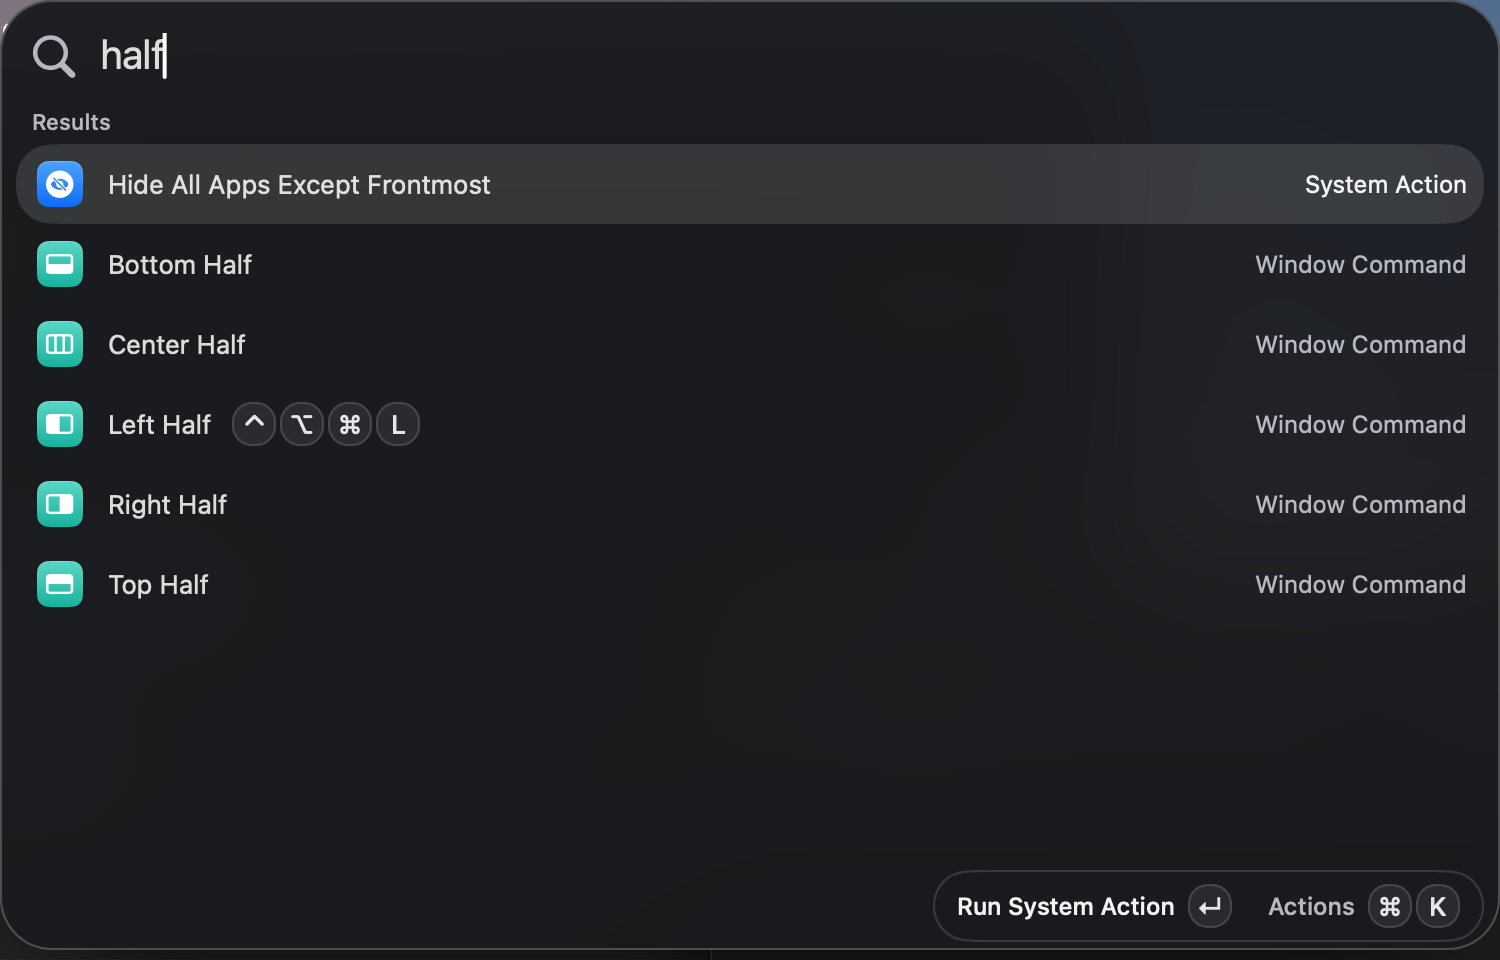 half
Results
Hide All Apps Except Frontmost System Action
Bottom Half Window Command
Center Half Window Command
Left Half ^ ⌥ ⌘ L Window Command
Right Half Window Command
Top Half Window Command
Run System Action ↵ Actions ⌘ K